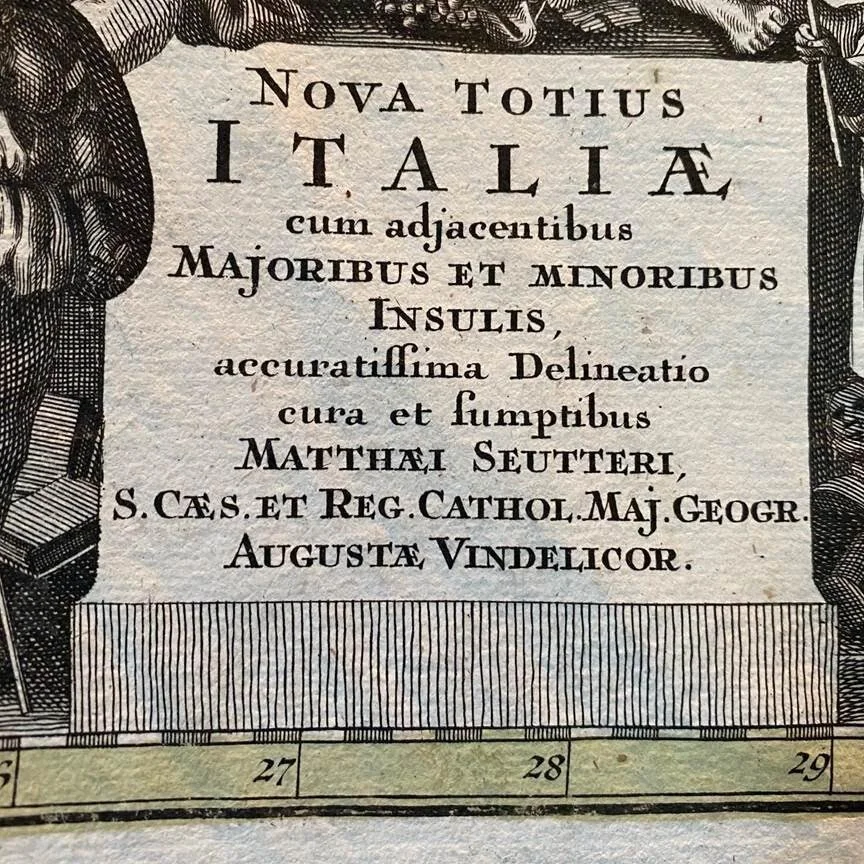 NOVA TOTIUS
ITALIÆ
cum adjacentibus
MAJORIBUS ET MINORIBUS
INSULIS,
accuratiſſima Delineatio
cura et ſumptibus
MATTHÆI SEUTTERI,
S. CÆS. ET REG. CATHOL. MAJ. GEOGR.
AUGUSTÆ VINDELICOR.
27 28 29